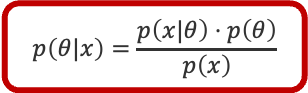 p(θ|x) = p(x|θ) · p(θ) / p(x)